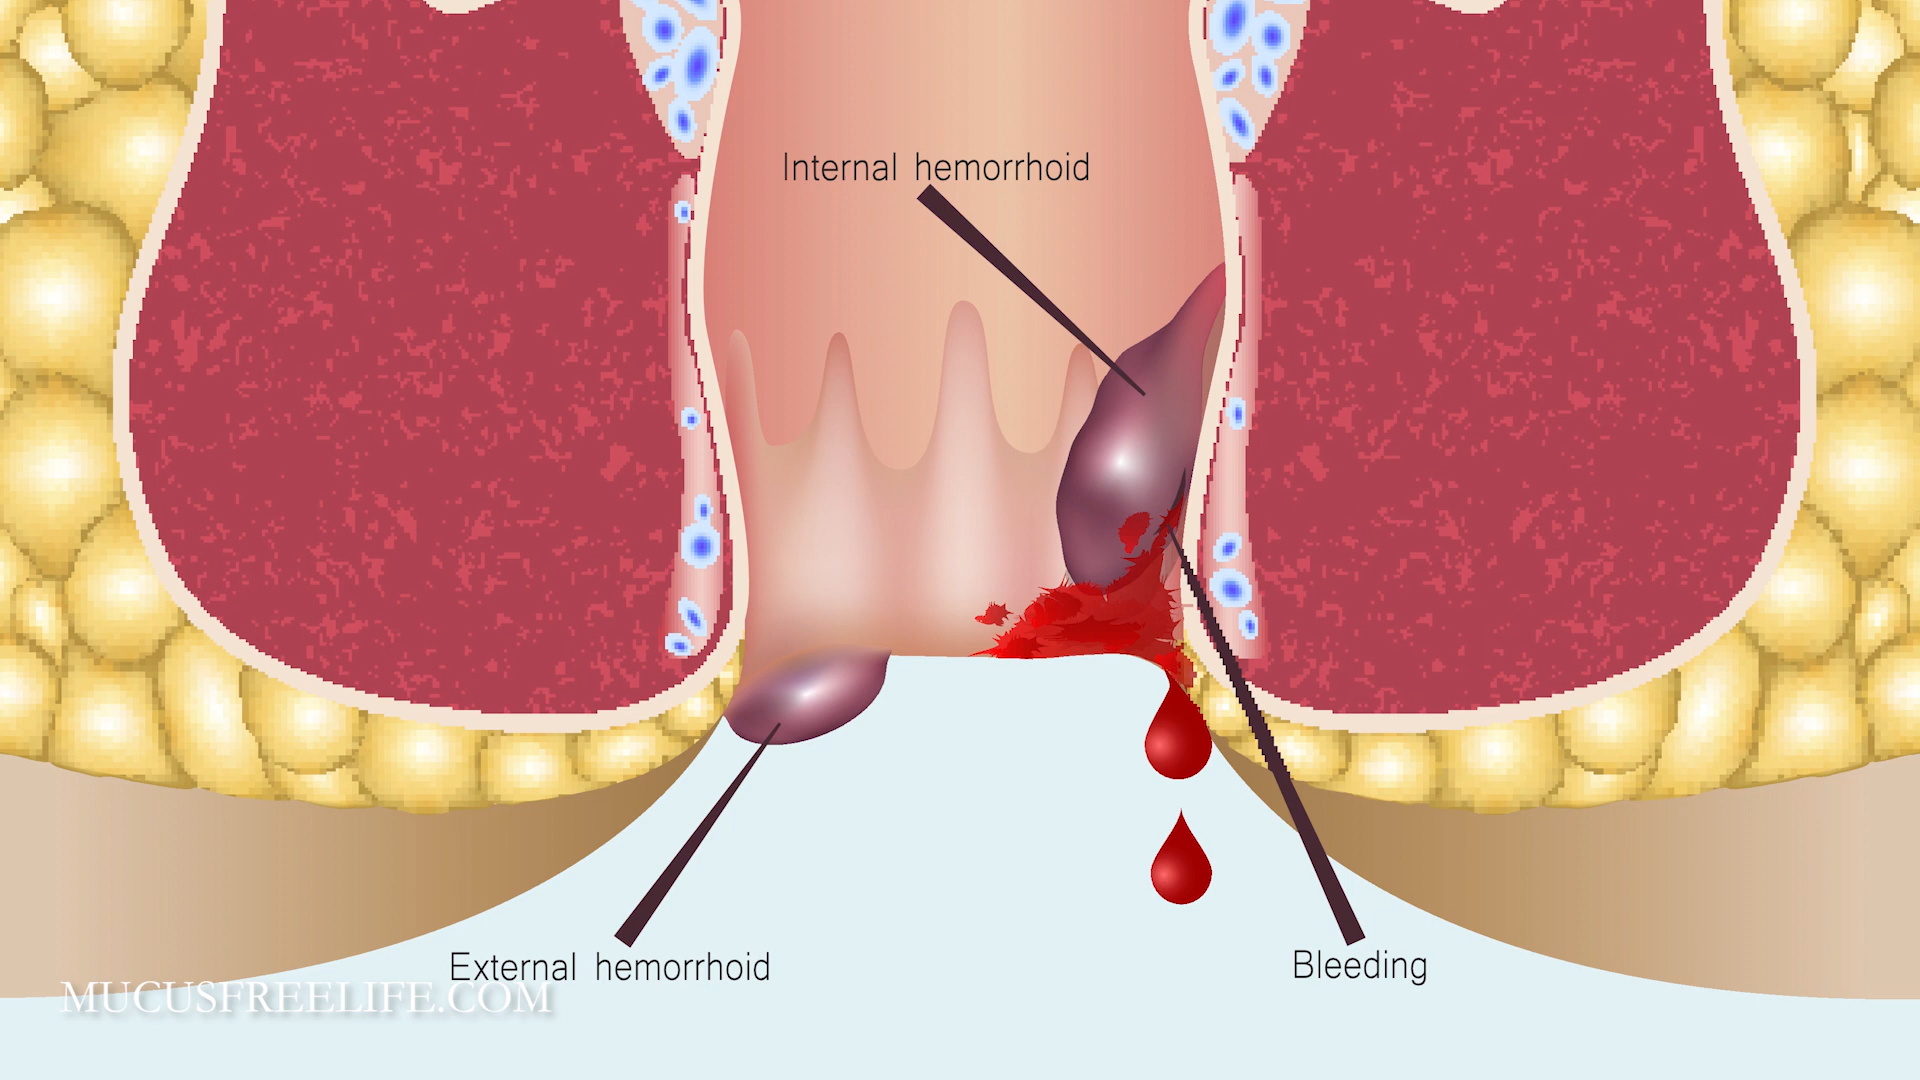 Internal hemorrhoid
External hemorrhoid
Bleeding
MUCUSFREELIFE.COM